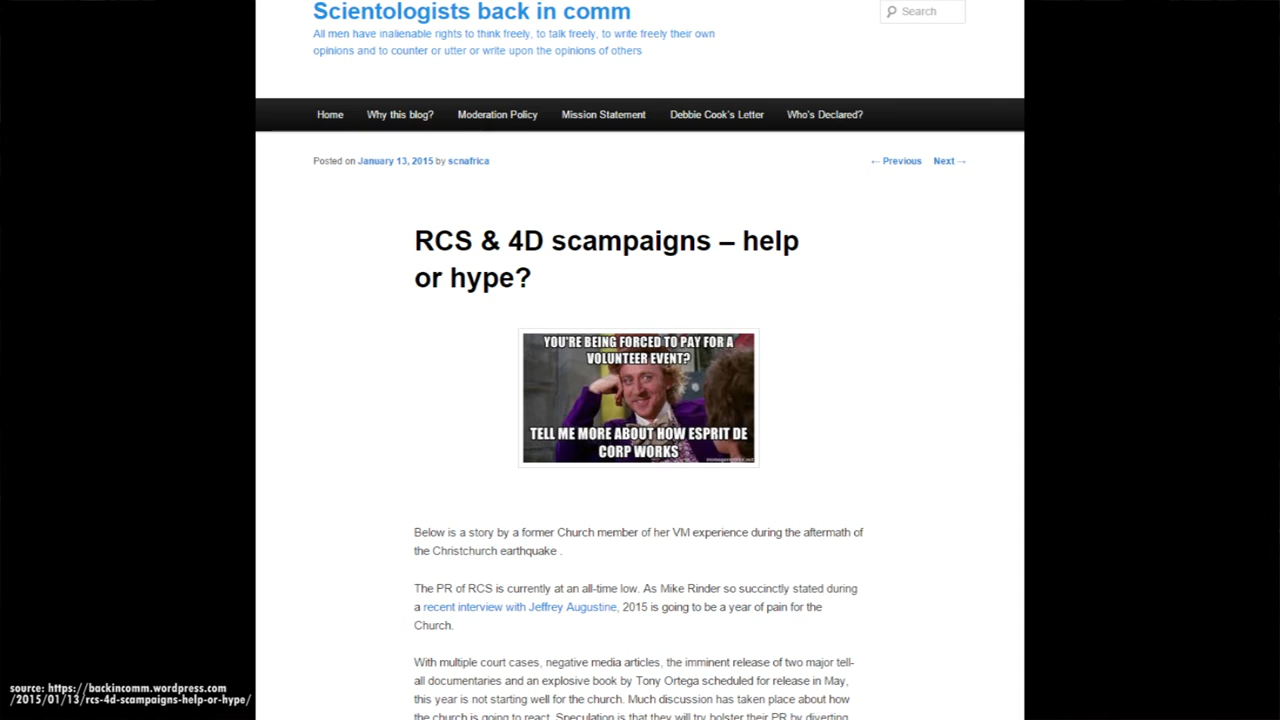 Scientologists back in comm
Search
All men have inalienable rights to think freely, to talk freely, to write freely their own
opinions and to counter or utter or write upon the opinions of others
Home Why this blog? Moderation Policy Mission Statement Debbie Cook's Letter Who's Declared?
Posted on January 13, 2015 by scnafrica
← Previous Next →
RCS & 4D scampaigns – help
or hype?
YOU'RE BEING FORCED TO PAY FOR A
VOLUNTEER EVENT?
TELL ME MORE ABOUT HOW ESPRIT DE
CORP WORKS
Below is a story by a former Church member of her VM experience during the aftermath of
the Christchurch earthquake .
The PR of RCS is currently at an all-time low. As Mike Rinder so succinctly stated during
a recent interview with Jeffrey Augustine, 2015 is going to be a year of pain for the
Church.
With multiple court cases, negative media articles, the imminent release of two major tell-
all documentaries and an explosive book by Tony Ortega scheduled for release in May,
this year is not starting well for the church. Much discussion has taken place about how
the church is going to react. Speculation is that they will try bolster their PR by diverting
source: https://backincomm.wordpress.com
/2015/01/13/rcs-4d-scampaigns-help-or-hype/